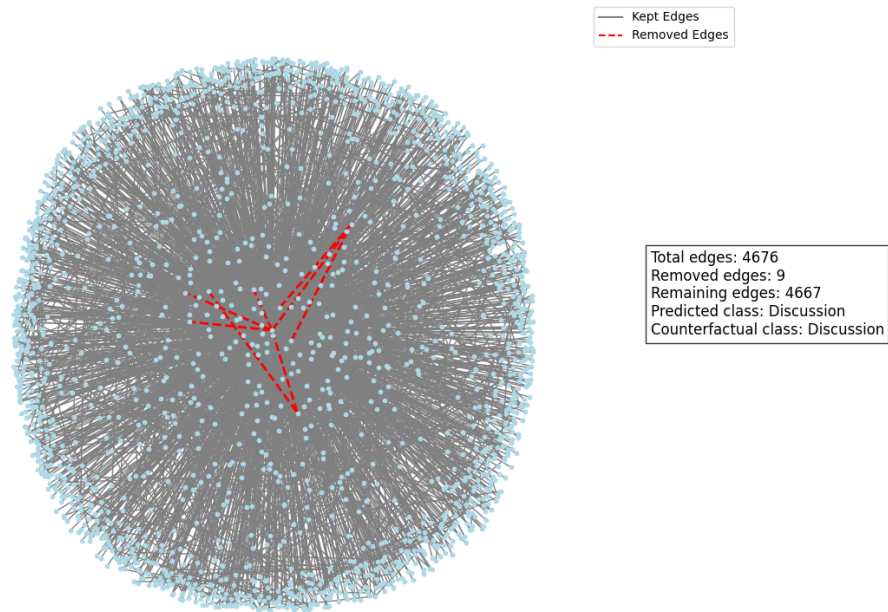 Kept Edges
Removed Edges
Total edges: 4676
Removed edges: 9
Remaining edges: 4667
Predicted class: Discussion
Counterfactual class: Discussion